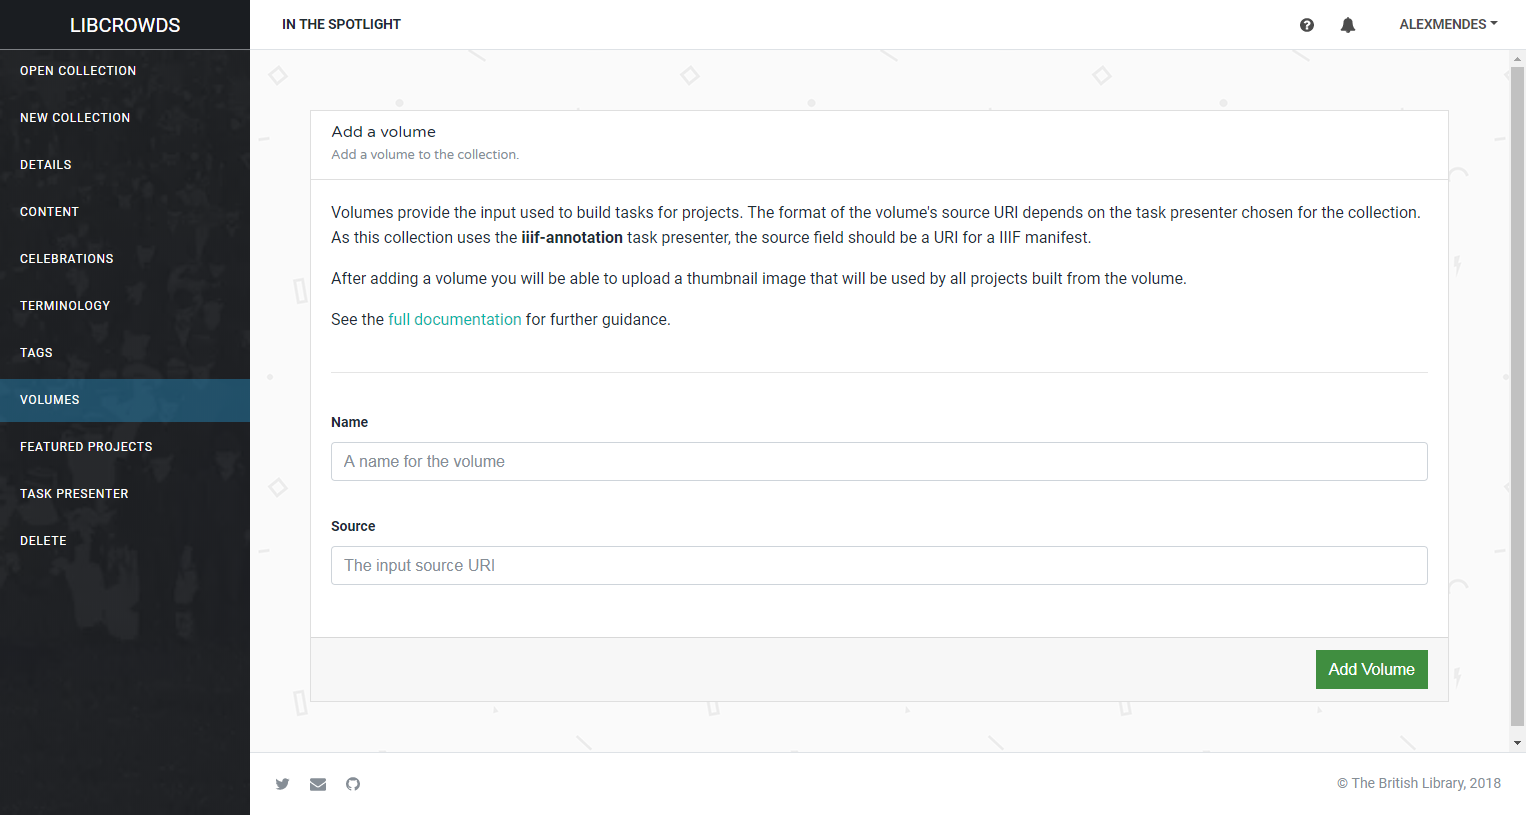 LIBCROWDS
IN THE SPOTLIGHT
ALEXMENDES
OPEN COLLECTION
NEW COLLECTION
DETAILS
CONTENT
CELEBRATIONS
TERMINOLOGY
TAGS
VOLUMES
FEATURED PROJECTS
TASK PRESENTER
DELETE
Add a volume
Add a volume to the collection.
Volumes provide the input used to build tasks for projects. The format of the volume's source URI depends on the task presenter chosen for the collection.
As this collection uses the iiif-annotation task presenter, the source field should be a URI for a IIIF manifest.
After adding a volume you will be able to upload a thumbnail image that will be used by all projects built from the volume.
See the full documentation for further guidance.
Name
A name for the volume
Source
The input source URI
Add Volume
© The British Library, 2018